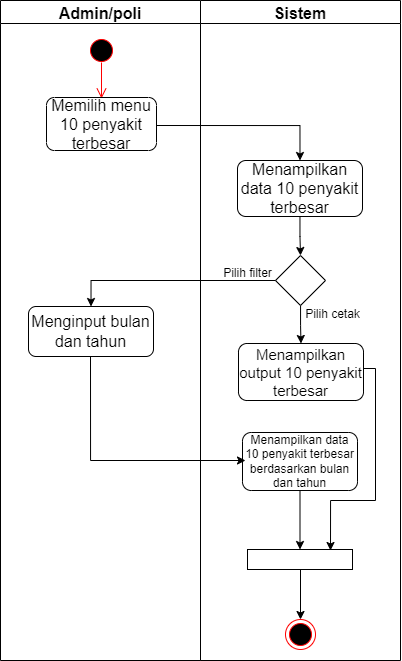 Admin/poli
Sistem
Memilih menu
10 penyakit
terbesar
Menampilkan
data 10 penyakit
terbesar
Pilih filter
Pilih cetak
Menginput bulan
dan tahun
Menampilkan
output 10 penyakit
terbesar
Menampilkan data
10 penyakit terbesar
berdasarkan bulan
dan tahun